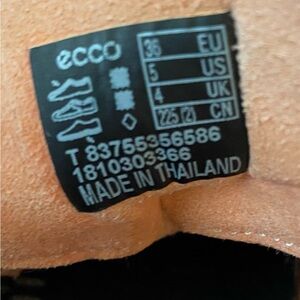 ecco
36 EU
5 US
4 UK
225 (2) CN
T 83755356586
1810303366
MADE IN THAILAND